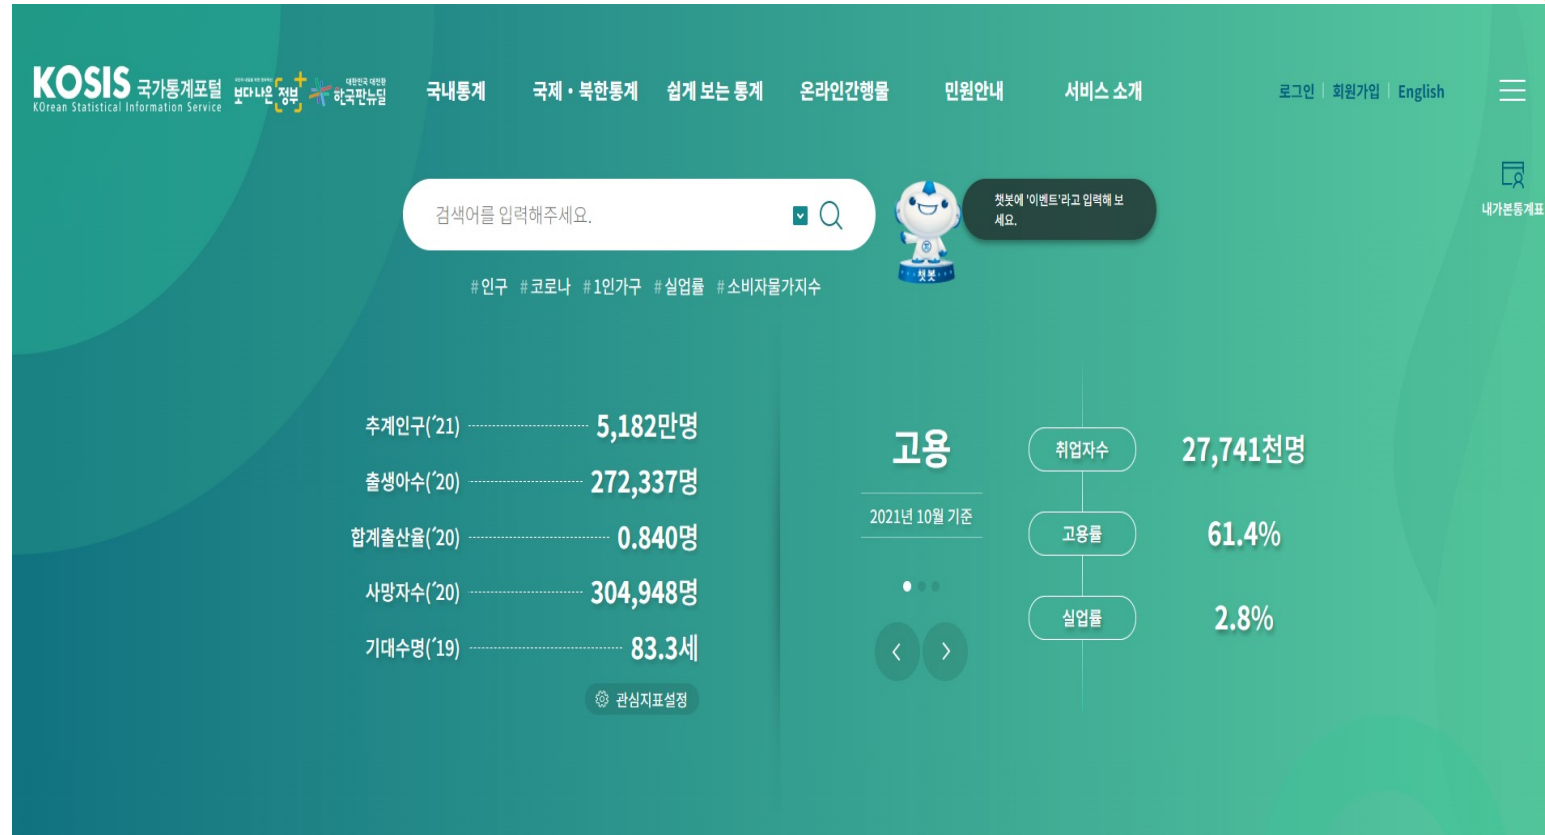 KOSIS 국가통계포털
KOrean Statistical Information Service
보다나은 정부
대한민국 대전환
한국판뉴딜
국내통계
국제・북한통계
쉽게 보는 통계
온라인간행물
민원안내
서비스 소개
로그인
회원가입
English
내가본통계표
검색어를 입력해주세요.
챗봇에 '이벤트'라고 입력해 보
세요.
챗봇
#인구 #코로나 #1인가구 #실업률 #소비자물가지수
추계인구(´21) 5,182만명
출생아수(´20) 272,337명
합계출산율(´20) 0.840명
사망자수(´20) 304,948명
기대수명(´19) 83.3세
관심지표설정
고용
2021년 10월 기준
취업자수 27,741천명
고용률 61.4%
실업률 2.8%